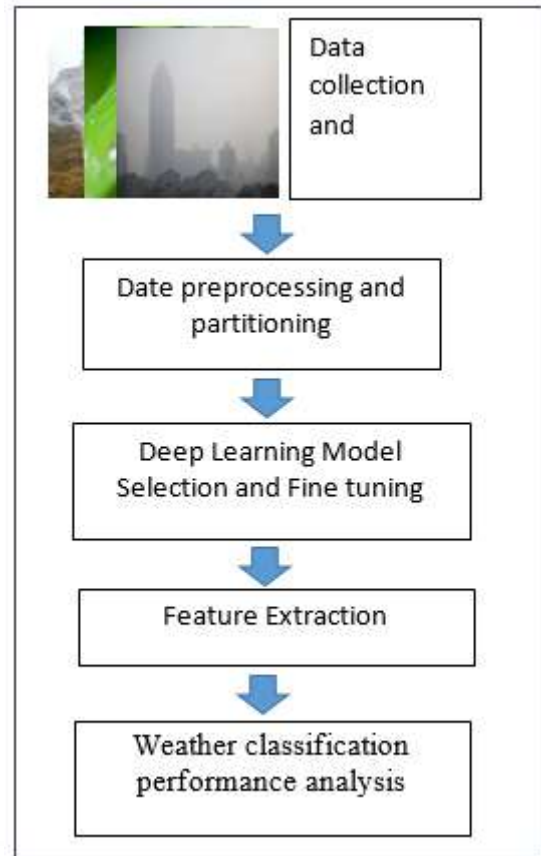 Data
collection
and
Date preprocessing and
partitioning
Deep Learning Model
Selection and Fine tuning
Feature Extraction
Weather classification
performance analysis